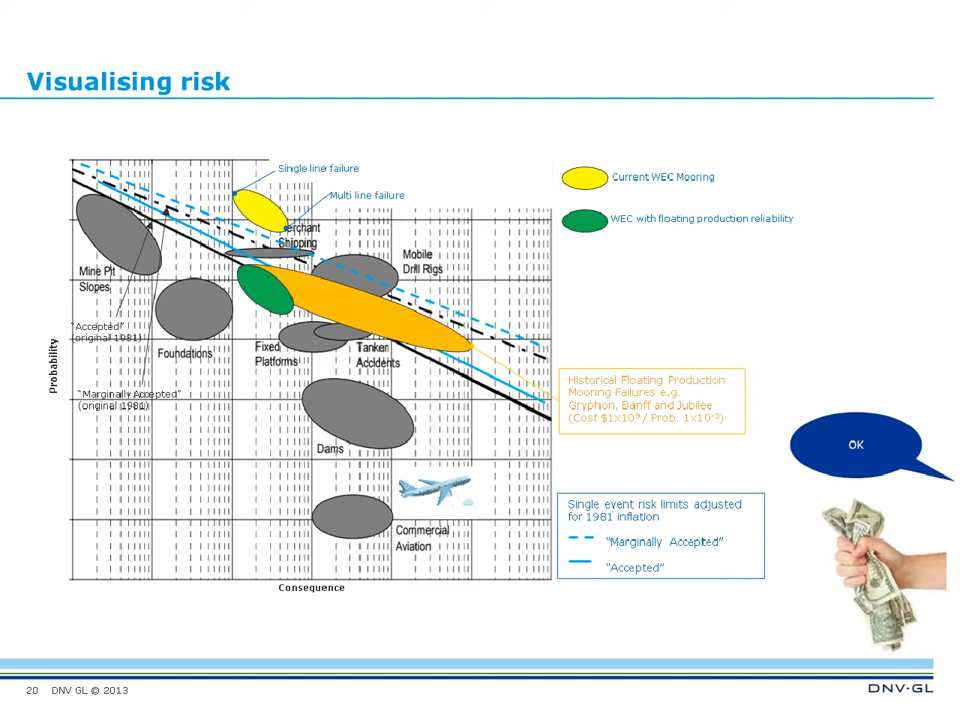 Visualising risk
Single line failure
Multi line failure
Current WEC Mooring
WEC with floating production reliability
Merchant
Shipping
Mobile
Drill Rigs
Mine Pit
Slopes
"Accepted"
(original 1981)
Foundations
Fixed
Platforms
Tanker
Accidents
"Marginally Accepted"
(original 1981)
Probability
Dams
Commercial
Aviation
Consequence
Historical Floating Production
Mooring Failures e.g.
Gryphon, Banff and Jubilee
(Cost $1x10⁹ / Prob. 1x10⁻³)
OK
Single event risk limits adjusted
for 1981 inflation
"Marginally Accepted"
"Accepted"
20 DNV GL © 2013
DNV·GL